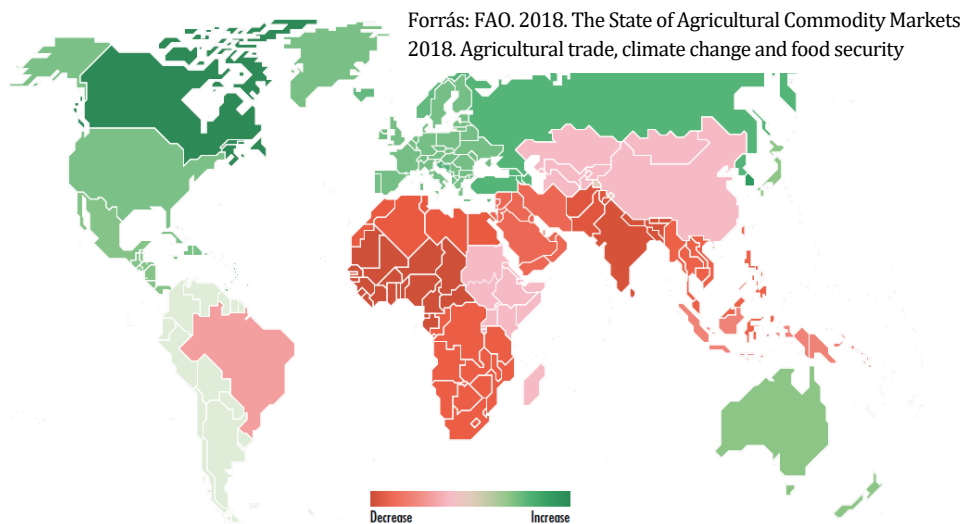 Forrás: FAO. 2018. The State of Agricultural Commodity Markets
2018. Agricultural trade, climate change and food security
Decrease Increase